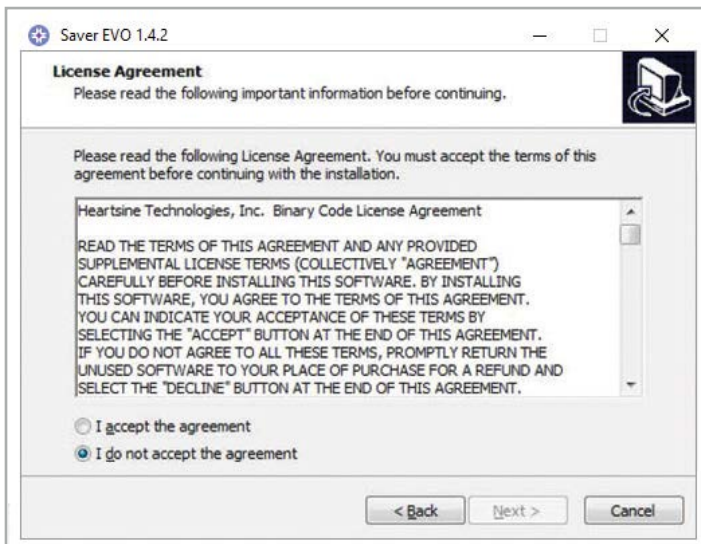 Saver EVO 1.4.2
License Agreement
Please read the following important information before continuing.
Please read the following License Agreement. You must accept the terms of this
agreement before continuing with the installation.
Heartsine Technologies, Inc.  Binary Code License Agreement
READ THE TERMS OF THIS AGREEMENT AND ANY PROVIDED
SUPPLEMENTAL LICENSE TERMS (COLLECTIVELY "AGREEMENT")
CAREFULLY BEFORE INSTALLING THIS SOFTWARE. BY INSTALLING
THIS SOFTWARE, YOU AGREE TO THE TERMS OF THIS AGREEMENT.
YOU CAN INDICATE YOUR ACCEPTANCE OF THESE TERMS BY
SELECTING THE "ACCEPT" BUTTON AT THE END OF THIS AGREEMENT.
IF YOU DO NOT AGREE TO ALL THESE TERMS, PROMPTLY RETURN THE
UNUSED SOFTWARE TO YOUR PLACE OF PURCHASE FOR A REFUND AND
SELECT THE "DECLINE" BUTTON AT THE END OF THIS AGREEMENT.
I accept the agreement
I do not accept the agreement
< Back Next > Cancel